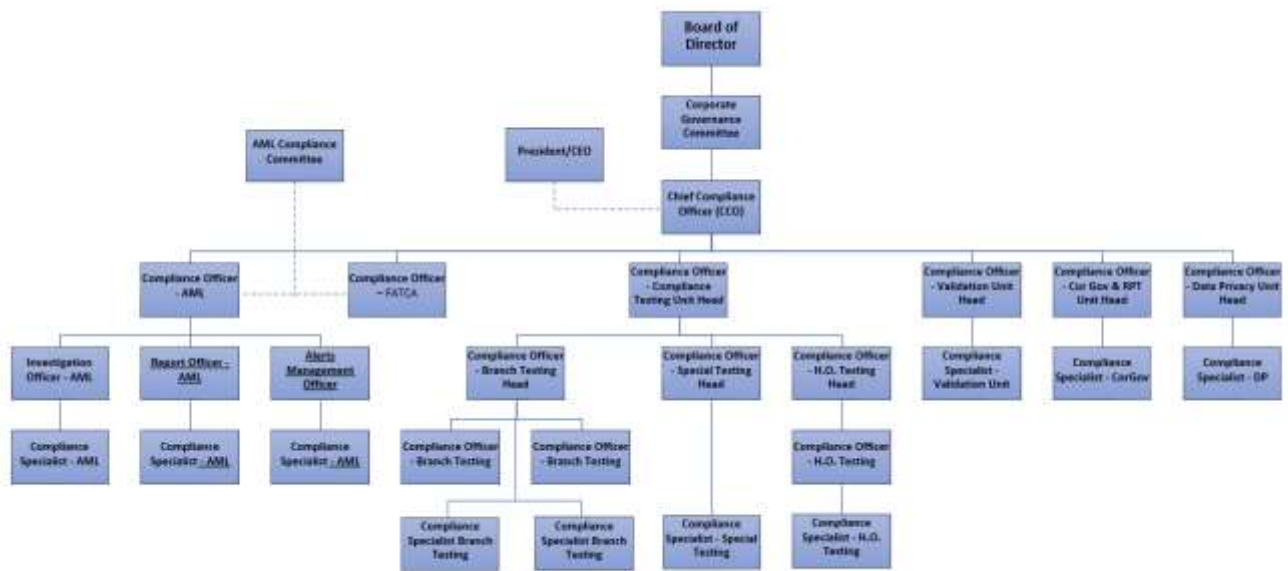 Board of
Director
Corporate
Governance
Committee
AML Compliance
Committee
President/CEO
Chief Compliance
Officer (CCO)
Compliance Officer
- AML
Compliance Officer
– FATCA
Compliance Officer
- Compliance
Testing Unit Head
Compliance Officer
- Validation Unit
Head
Compliance Officer
- Cor Gov & RPT
Unit Head
Compliance Officer
- Data Privacy Unit
Head
Investigation
Officer - AML
Report Officer -
AML
Alerts
Management
Officer
Compliance Officer
- Branch Testing
Head
Compliance Officer
- Special Testing
Head
Compliance Officer
- H.O. Testing
Head
Compliance
Specialist -
Validation Unit
Compliance
Specialist - CorGov
Compliance
Specialist - DP
Compliance
Specialist - AML
Compliance
Specialist - AML
Compliance
Specialist - AML
Compliance Officer
- Branch Testing
Compliance Officer
- Branch Testing
Compliance Officer
- H.O. Testing
Compliance
Specialist Branch
Testing
Compliance
Specialist Branch
Testing
Compliance
Specialist - Special
Testing
Compliance
Specialist - H.O.
Testing